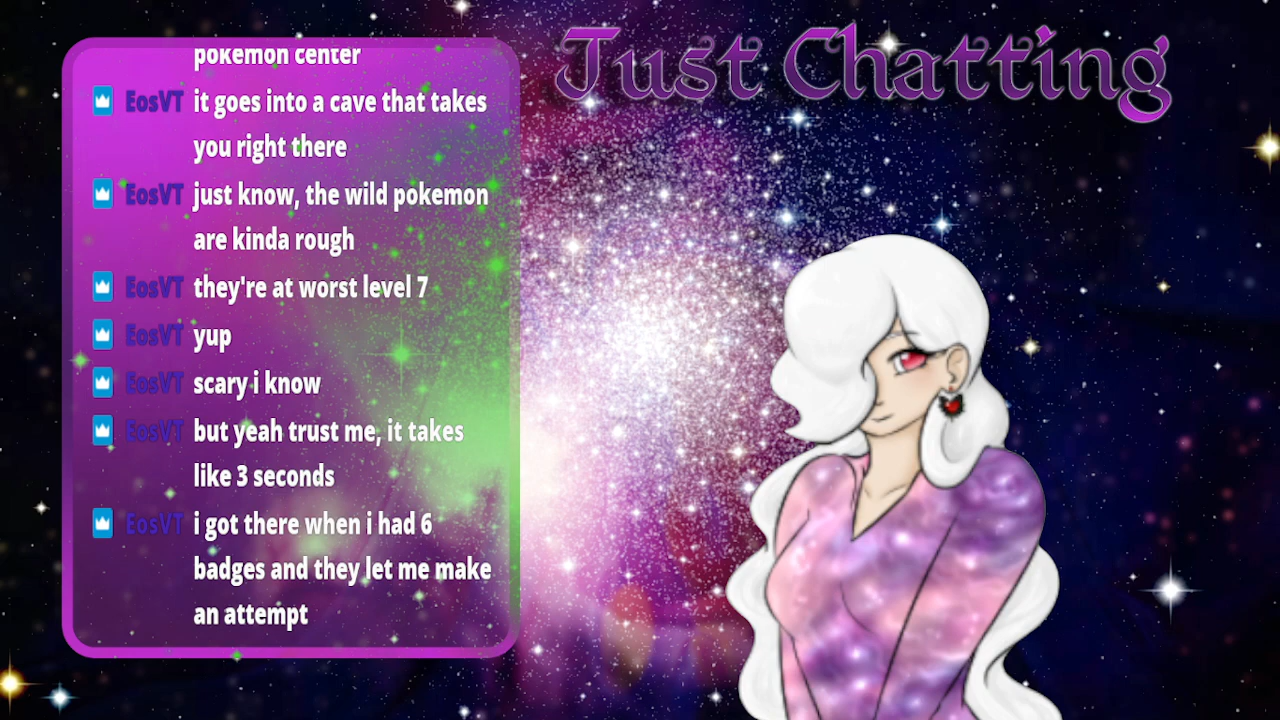 Just Chatting
pokemon center
EosVT it goes into a cave that takes
you right there
EosVT just know, the wild pokemon
are kinda rough
EosVT they're at worst level 7
EosVT yup
EosVT scary i know
EosVT but yeah trust me, it takes
like 3 seconds
EosVT i got there when i had 6
badges and they let me make
an attempt